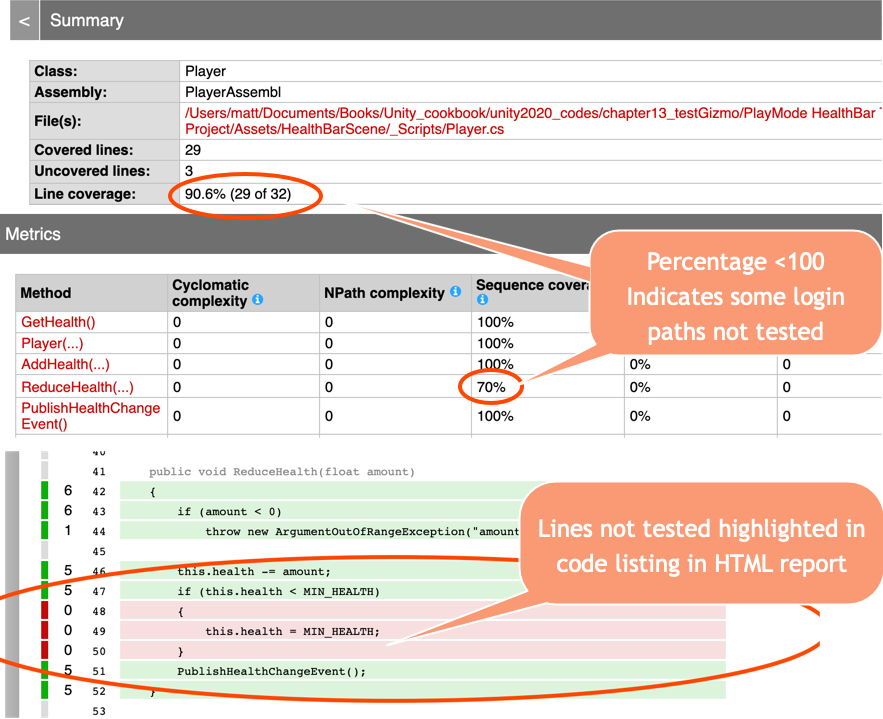 <
Summary
Class:
Player
Assembly:
PlayerAssembl
File(s):
/Users/matt/Documents/Books/Unity_cookbook/unity2020_codes/chapter13_testGizmo/PlayMode HealthBar
Project/Assets/HealthBarScene/_Scripts/Player.cs
Covered lines:
29
Uncovered lines:
3
Line coverage:
90.6% (29 of 32)
Metrics
Percentage <100
Indicates some login
paths not tested
Method
Cyclomatic
complexity
NPath complexity
Sequence
GetHealth()
0
0
100%
Player(...)
0
0
100%
AddHealth(...)
0
0
100%
0%
0
ReduceHealth(...)
0
0
70%
0%
0
PublishHealthChange
Event()
0
0
100%
0%
0
40
41 public void ReduceHealth(float amount)
6 42 {
6 43 if (amount < 0)
1 44 throw new ArgumentOutOfRangeException("amount
45
5 46 this.health -= amount;
5 47 if (this.health < MIN_HEALTH)
0 48 {
0 49 this.health = MIN_HEALTH;
0 50 }
5 51 PublishHealthChangeEvent();
5 52 }
53
Lines not tested highlighted in
code listing in HTML report